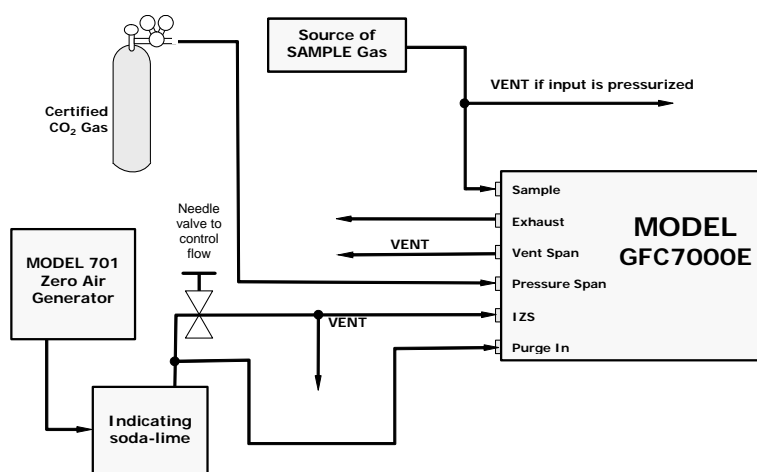 Source of
SAMPLE Gas
VENT if input is pressurized
Certified
CO₂ Gas
Needle
valve to
control
flow
MODEL 701
Zero Air
Generator
Indicating
soda-lime
VENT
VENT
Sample
Exhaust
Vent Span
Pressure Span
IZS
Purge In
MODEL
GFC7000E